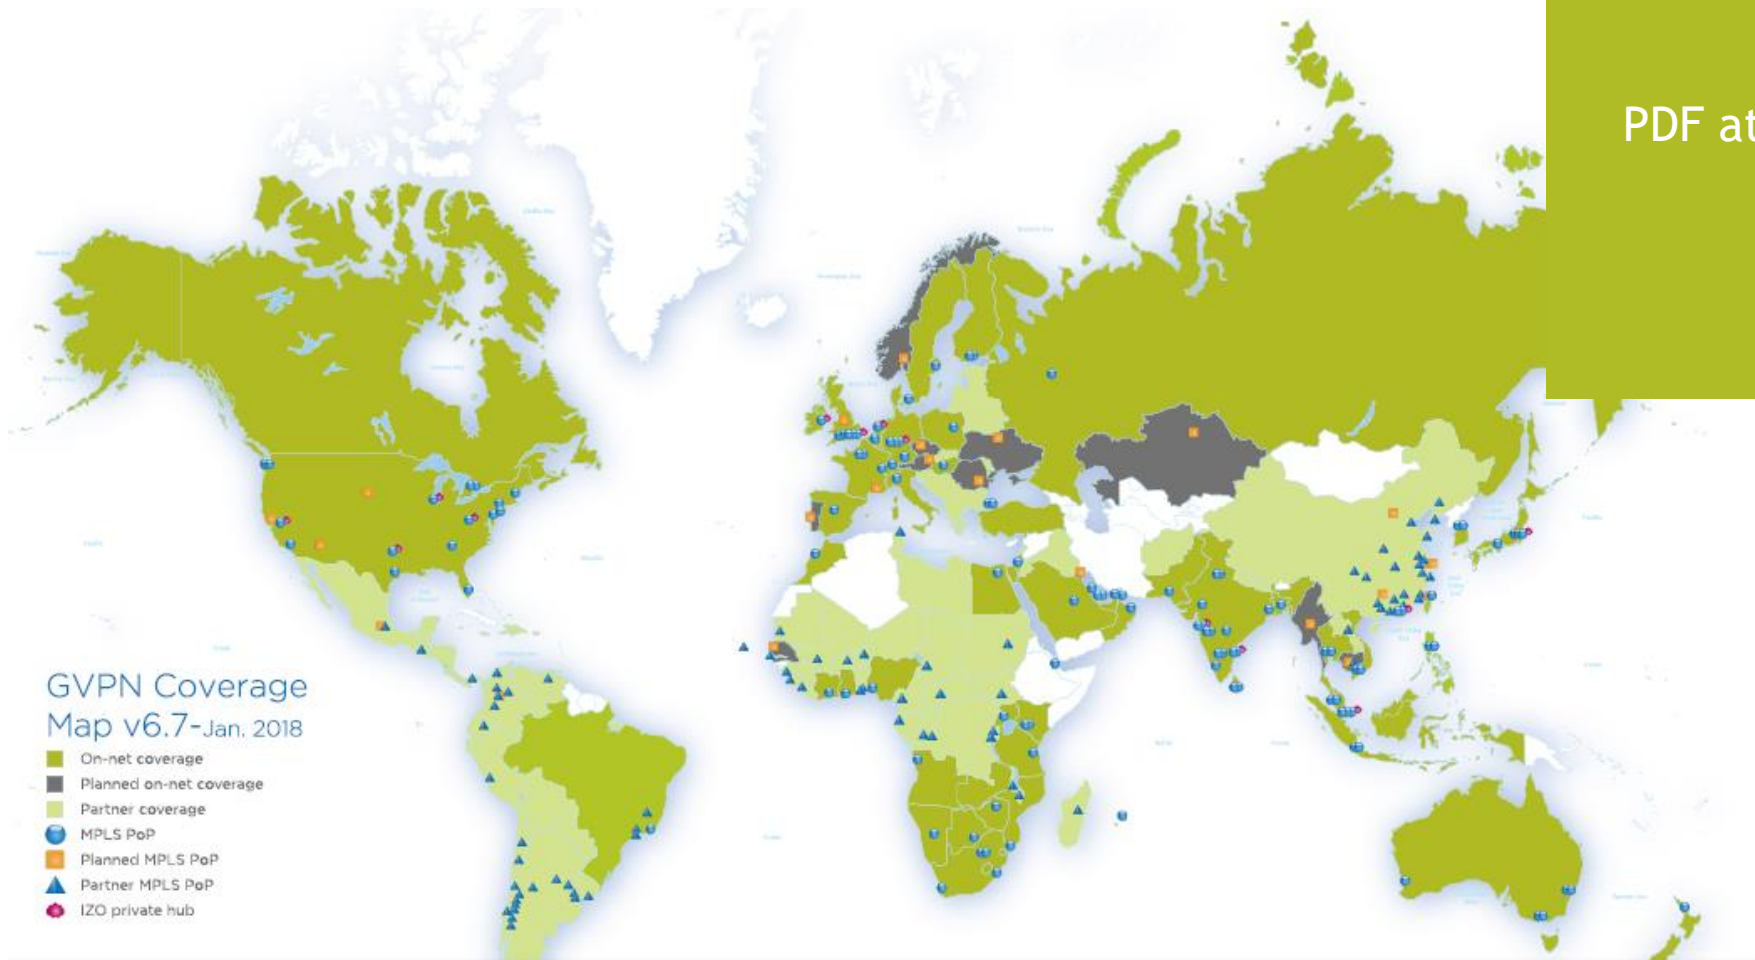 PDF at
GVPN Coverage
Map v6.7-Jan. 2018
On-net coverage
Planned on-net coverage
Partner coverage
MPLS PoP
Planned MPLS PoP
Partner MPLS PoP
IZO private hub